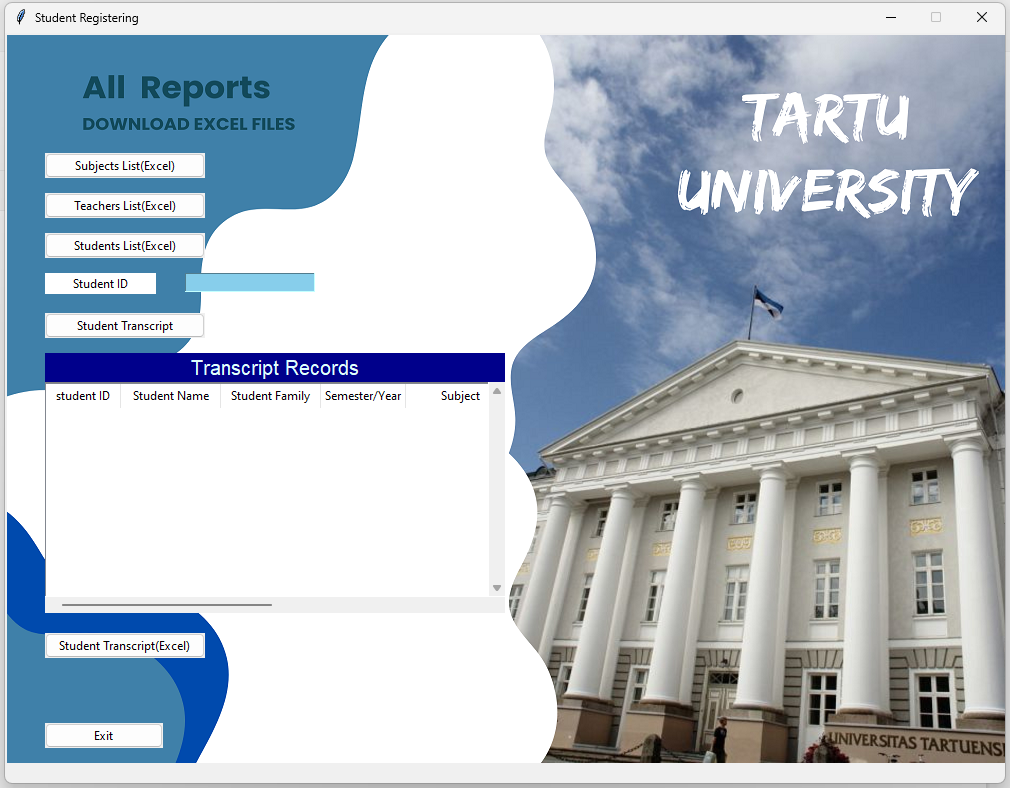 Student Registering
All Reports
DOWNLOAD EXCEL FILES
Subjects List(Excel)
Teachers List(Excel)
Students List(Excel)
Student ID
Student Transcript
Transcript Records
student ID Student Name Student Family Semester/Year Subject
Student Transcript(Excel)
Exit
TARTU
UNIVERSITY
UNIVERSITAS TARTUENSI